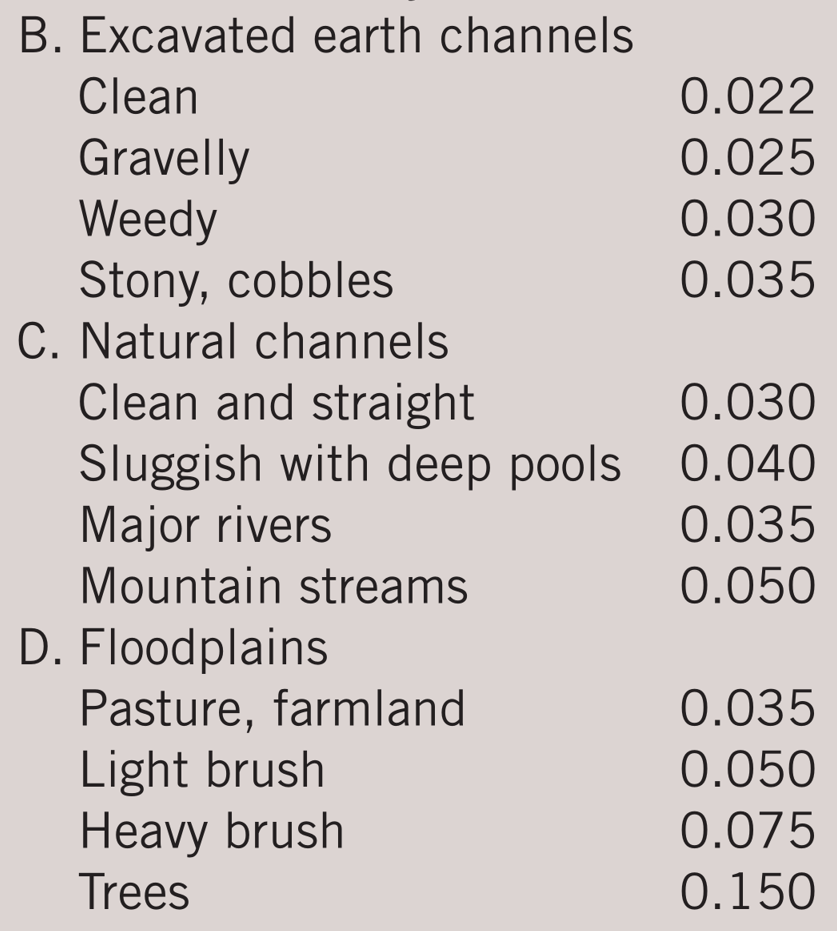 B. Excavated earth channels
Clean 0.022
Gravelly 0.025
Weedy 0.030
Stony, cobbles 0.035
C. Natural channels
Clean and straight 0.030
Sluggish with deep pools 0.040
Major rivers 0.035
Mountain streams 0.050
D. Floodplains
Pasture, farmland 0.035
Light brush 0.050
Heavy brush 0.075
Trees 0.150